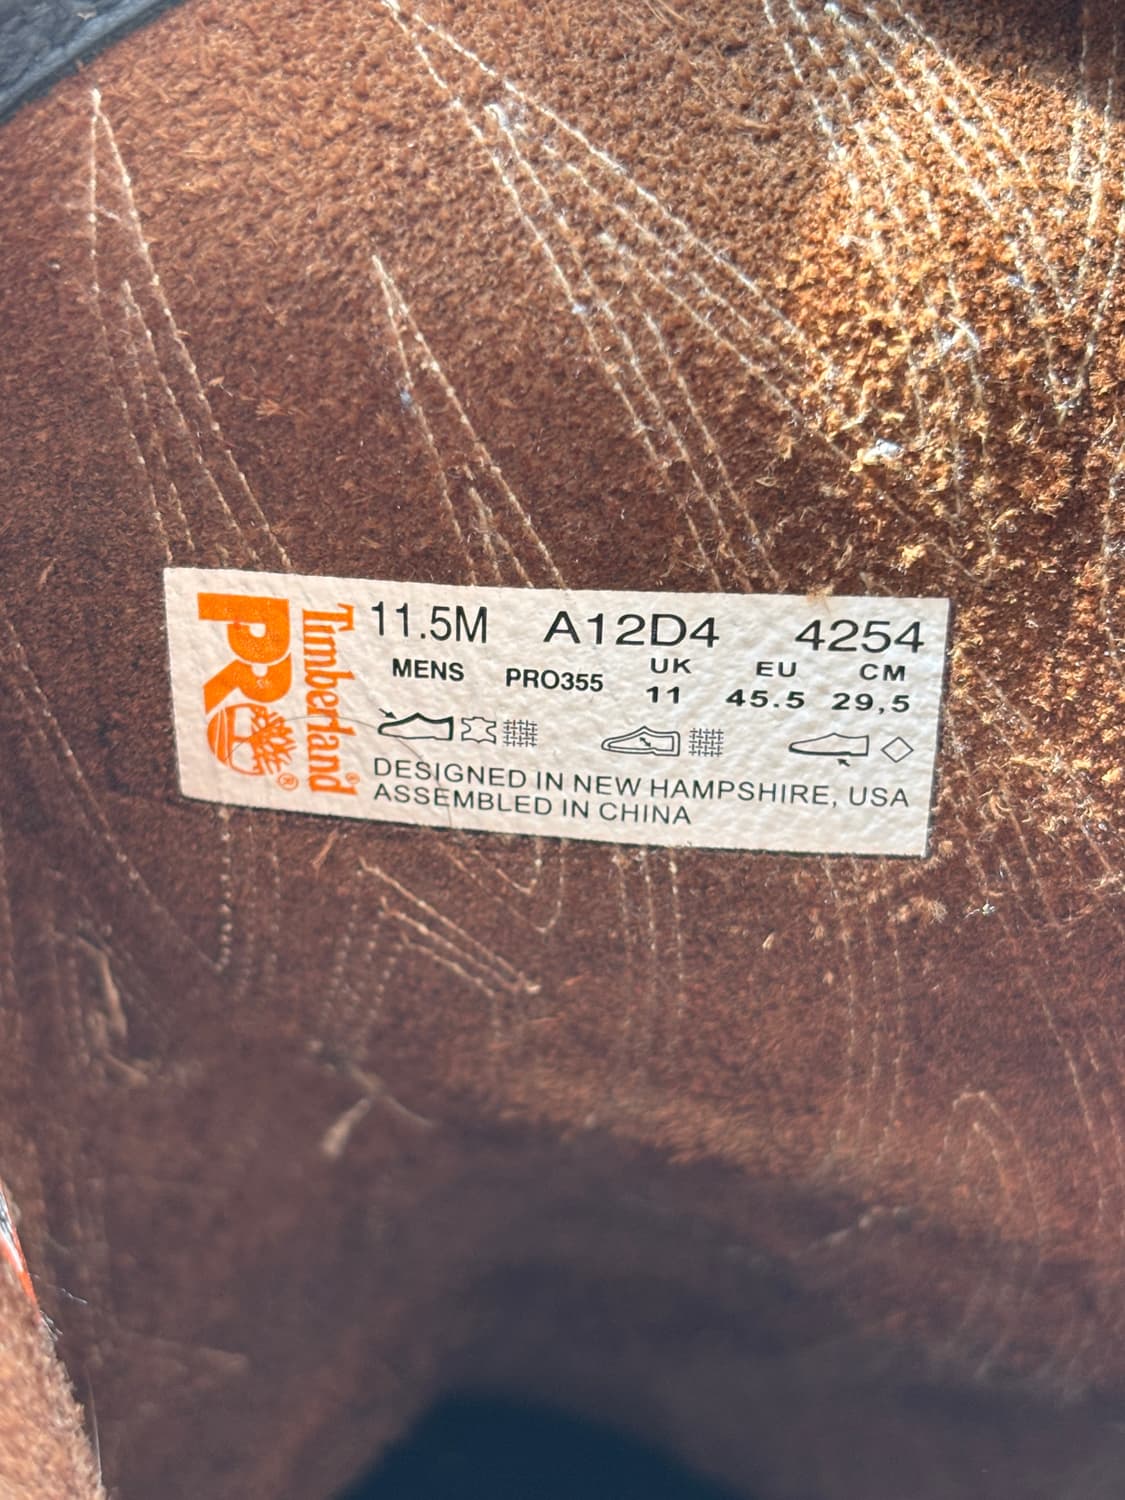 Timberland®
PRO®
11.5M A12D4 4254
MENS PRO355 UK EU CM
11 45.5 29,5
DESIGNED IN NEW HAMPSHIRE, USA
ASSEMBLED IN CHINA